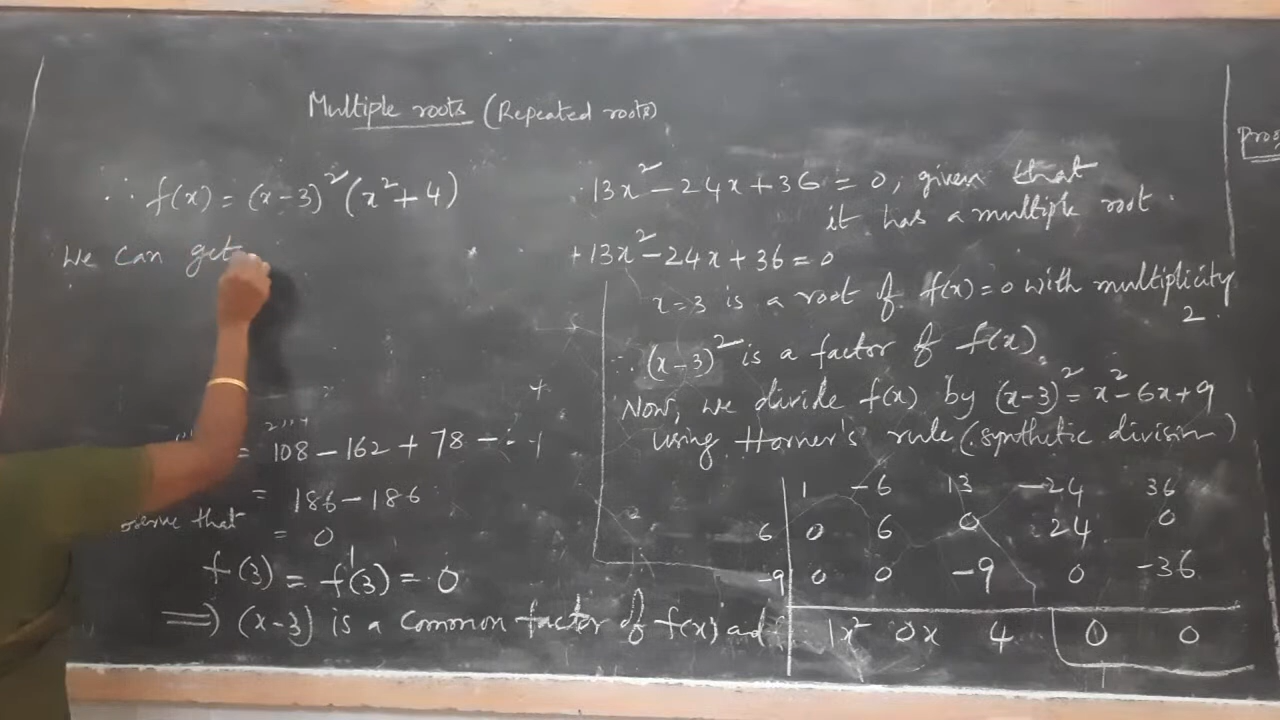 Multiple roots (Repeated roots)
∴ f(x) = (x-3)² (x²+4)
We can get
= 108 - 162 + 78 -
= 186 - 186
serve that
= 0
f(3) = f'(3) = 0
⟹ (x-3) is a common factor of f(x) ad
13x² - 24x + 36 = 0, given that
it has a multiple root.
+13x² - 24x + 36 = 0
x=3 is a root of f(x)=0 with multiplicity
2.
∴ (x-3)² is a factor of f(x).
Now, we divide f(x) by (x-3)² = x² - 6x + 9
using Horner's rule (synthetic division)
1 -6 13 -24 36
6 0 6 0 24 0
-9 0 0 -9 0 -36
1x² 0x 4 0 0